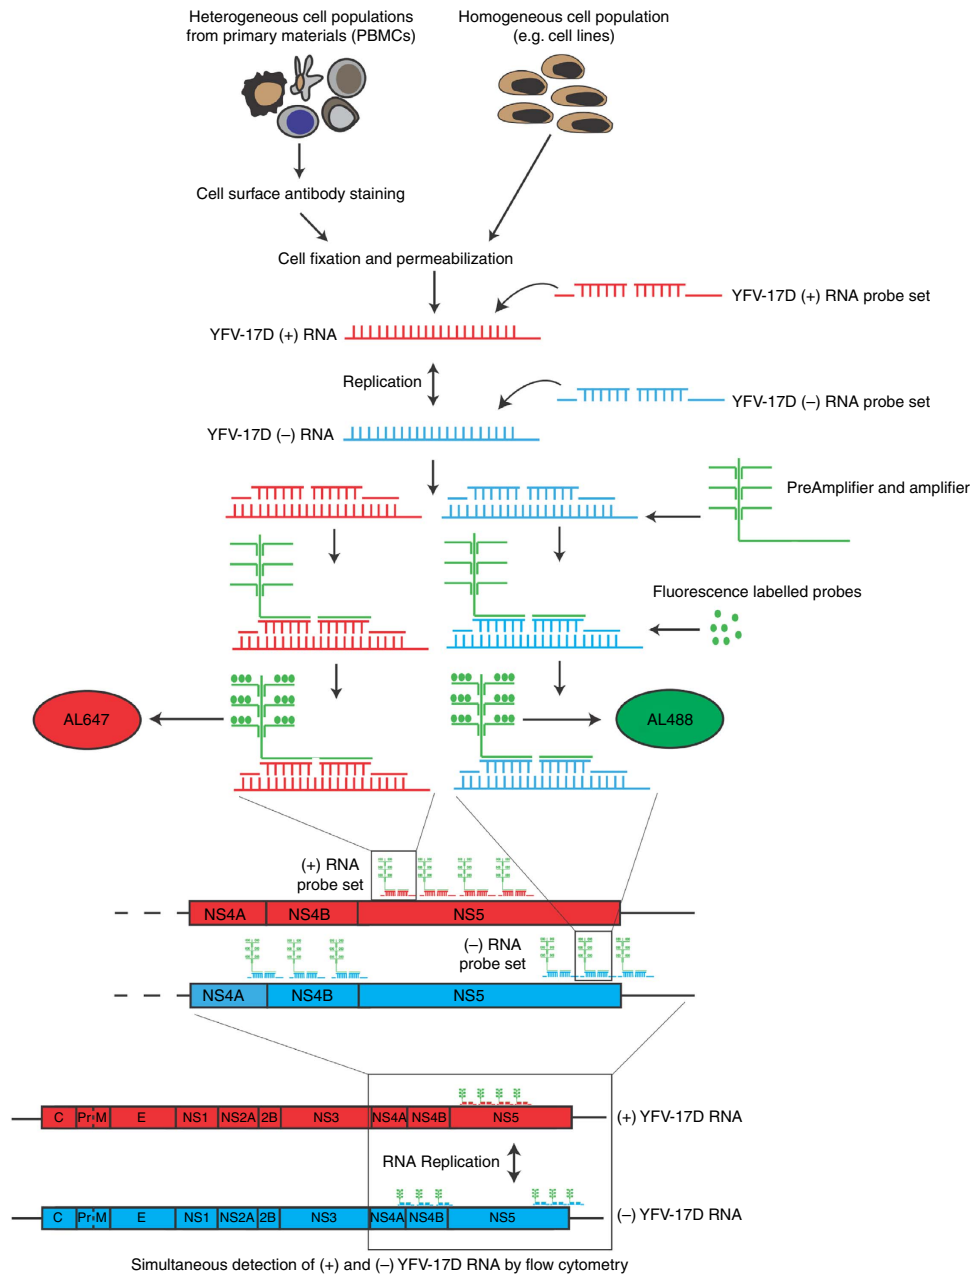 Heterogeneous cell populations
from primary materials (PBMCs)
Homogeneous cell population
(e.g. cell lines)
Cell surface antibody staining
Cell fixation and permeabilization
YFV-17D (+) RNA probe set
YFV-17D (+) RNA
Replication
YFV-17D (–) RNA probe set
YFV-17D (–) RNA
PreAmplifier and amplifier
Fluorescence labelled probes
AL647
AL488
(+) RNA
probe set
NS4A NS4B NS5
(–) RNA
probe set
NS4A NS4B NS5
C Pr M E NS1 NS2A 2B NS3 NS4A NS4B NS5
(+) YFV-17D RNA
RNA Replication
C Pr M E NS1 NS2A 2B NS3 NS4A NS4B NS5
(–) YFV-17D RNA
Simultaneous detection of (+) and (–) YFV-17D RNA by flow cytometry